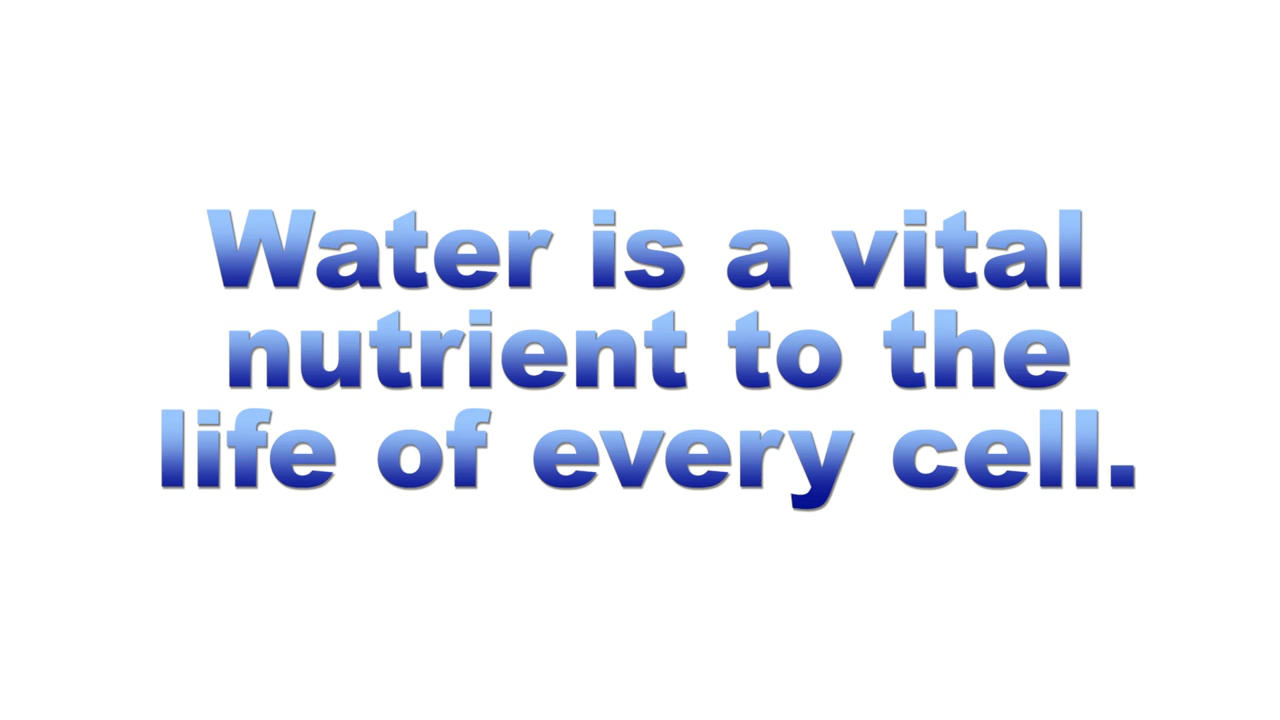 Water is a vital
nutrient to the
life of every cell.